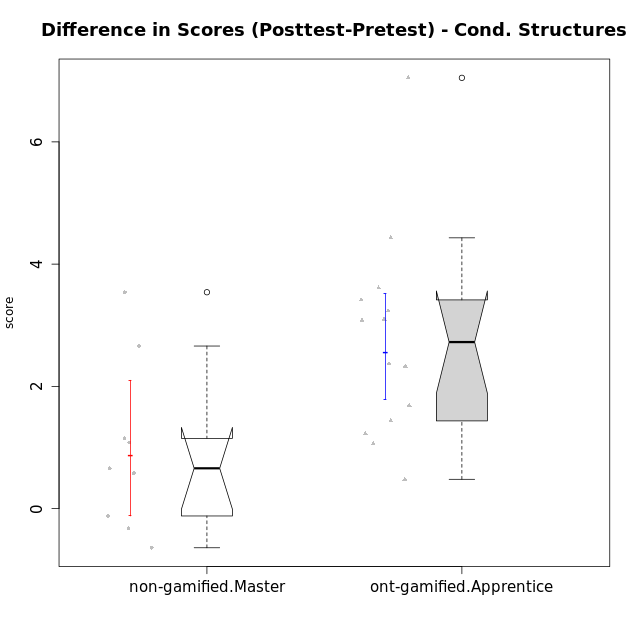 Difference in Scores (Posttest-Pretest) - Cond. Structures
6
4
2
0
score
non-gamified.Master
ont-gamified.Apprentice